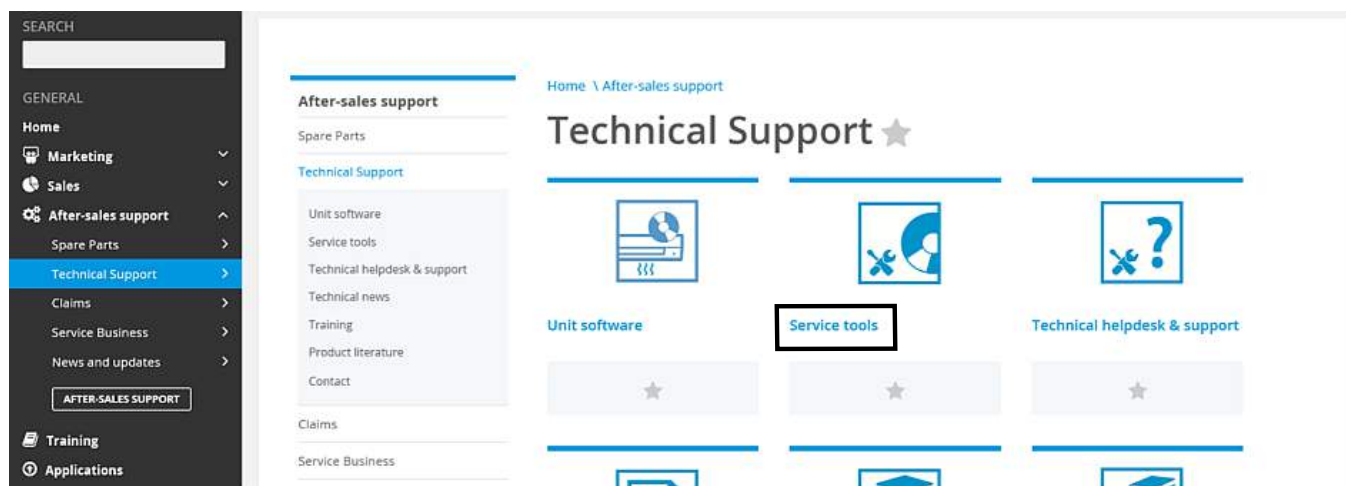 SEARCH
GENERAL
Home
Marketing
Sales
After-sales support
Spare Parts
Technical Support
Claims
Service Business
News and updates
AFTER-SALES SUPPORT
Training
Applications
After-sales support
Spare Parts
Technical Support
Unit software
Service tools
Technical helpdesk & support
Technical news
Training
Product literature
Contact
Claims
Service Business
Home \ After-sales support
Technical Support
?
Unit software
Service tools
Technical helpdesk & support